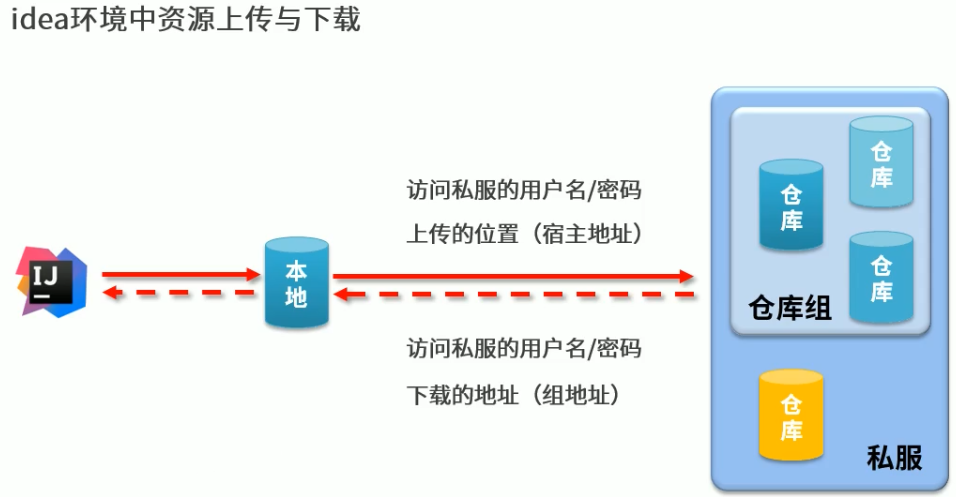 idea环境中资源上传与下载
访问私服的用户名/密码
上传的位置（宿主地址）
IJ
本地
访问私服的用户名/密码
下载的地址（组地址）
仓库
仓库
仓库
仓库组
仓库
私服